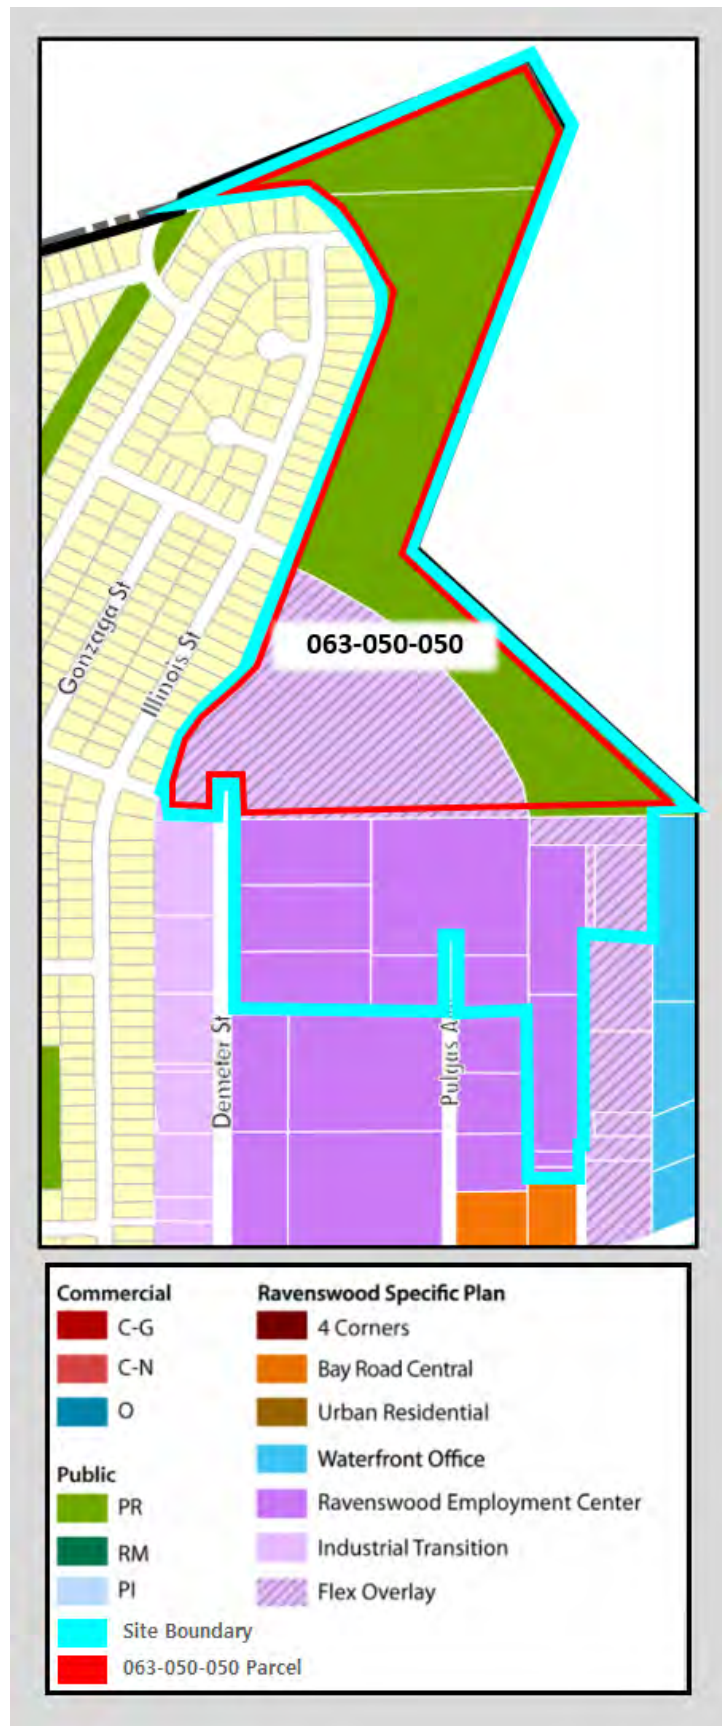 063-050-050
Gonzaga St
Illinois St
Demeter St
Pulgas A
Commercial
C-G
C-N
O
Public
PR
RM
PI
Site Boundary
063-050-050 Parcel
Ravenswood Specific Plan
4 Corners
Bay Road Central
Urban Residential
Waterfront Office
Ravenswood Employment Center
Industrial Transition
Flex Overlay